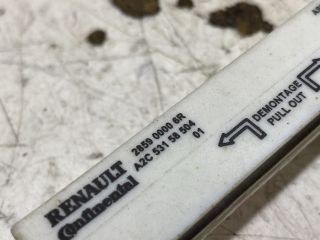 RENAULT
Continental
2859 0000 6R
A2C 531 58 504
01
DEMONTAGE
PULL OUT